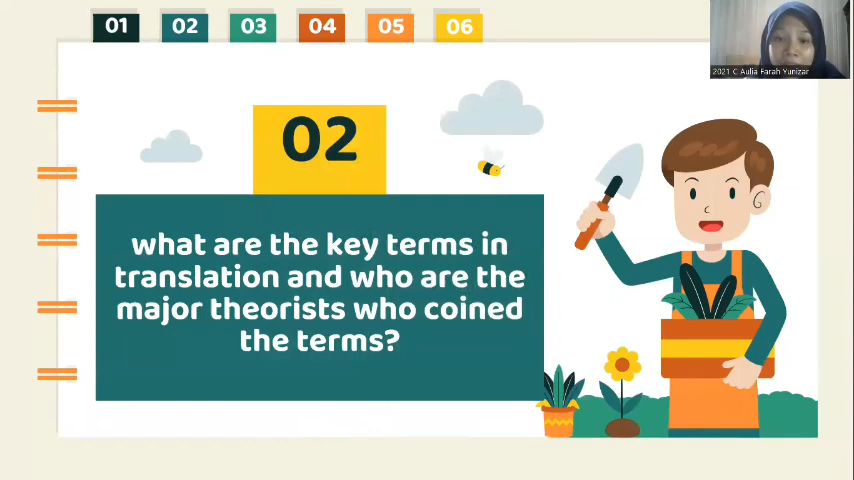 01 02 03 04 05 06
2021 C Aulia Farah Yunizar
02
what are the key terms in
translation and who are the
major theorists who coined
the terms?